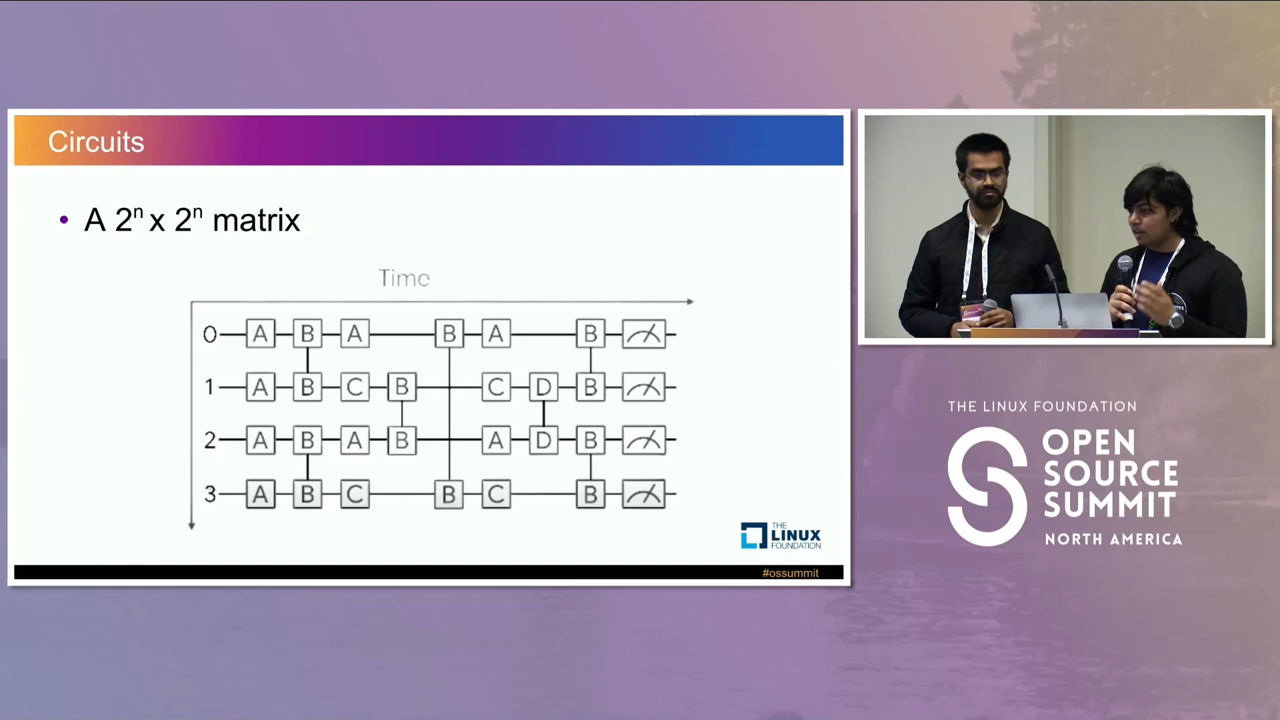 Circuits
• A 2ⁿ x 2ⁿ matrix
Time
0 A B A B A B
1 A B C B C D B
2 A B A B A D B
3 A B C B C B
THE
LINUX
FOUNDATION
#ossummit
THE LINUX FOUNDATION
OPEN
SOURCE
SUMMIT
NORTH AMERICA